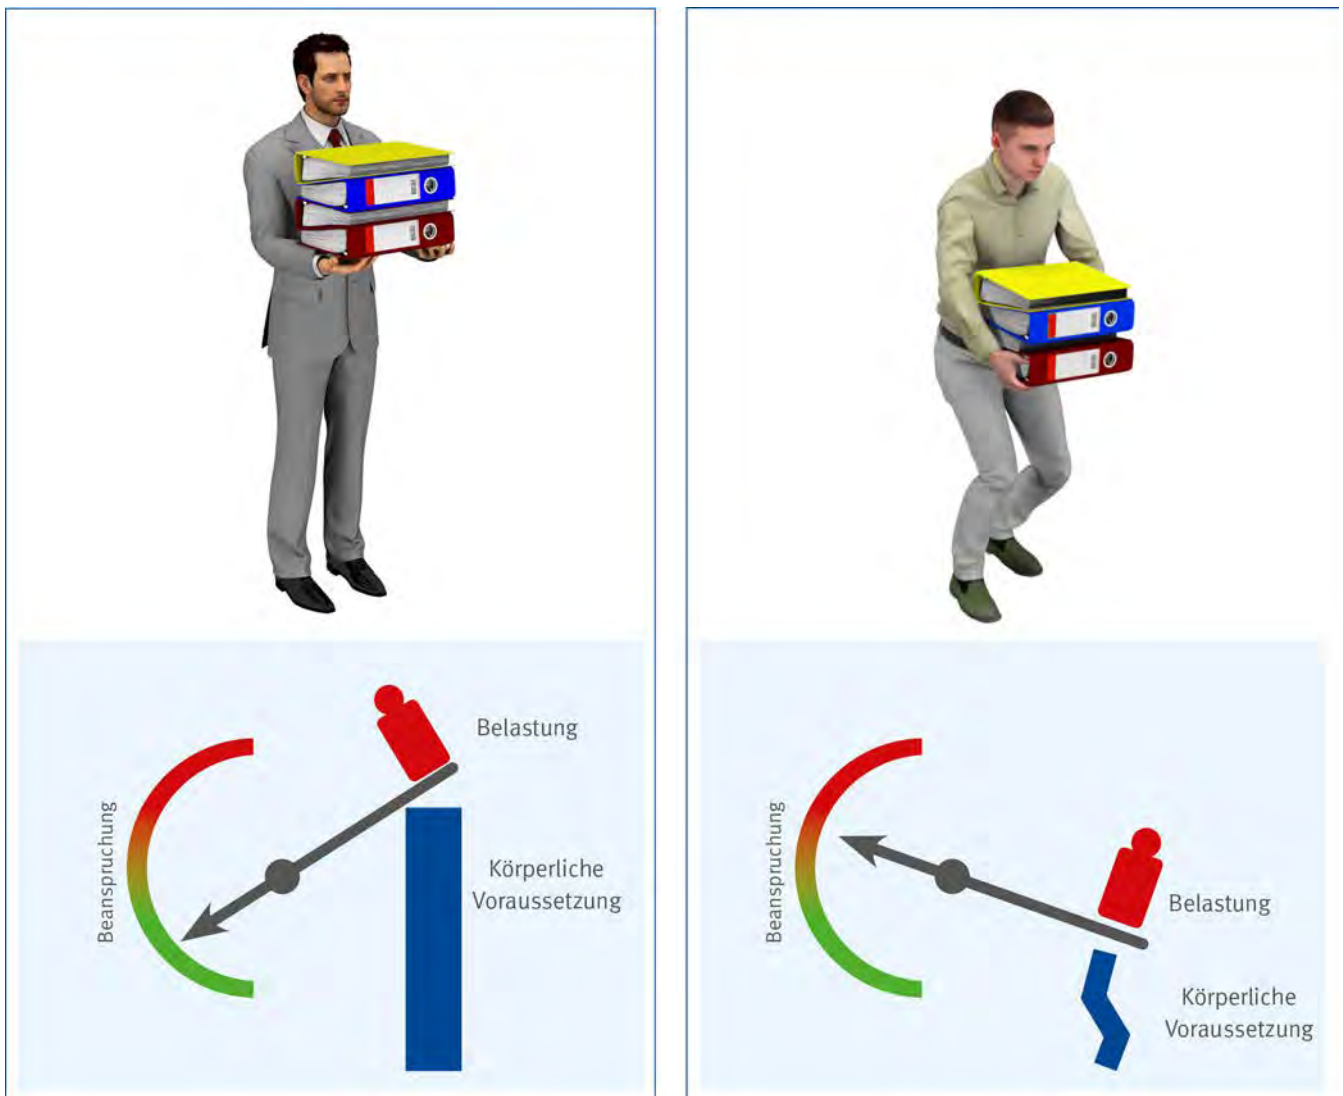 Belastung
Beanspruchung
Körperliche
Voraussetzung
Beanspruchung
Belastung
Körperliche
Voraussetzung